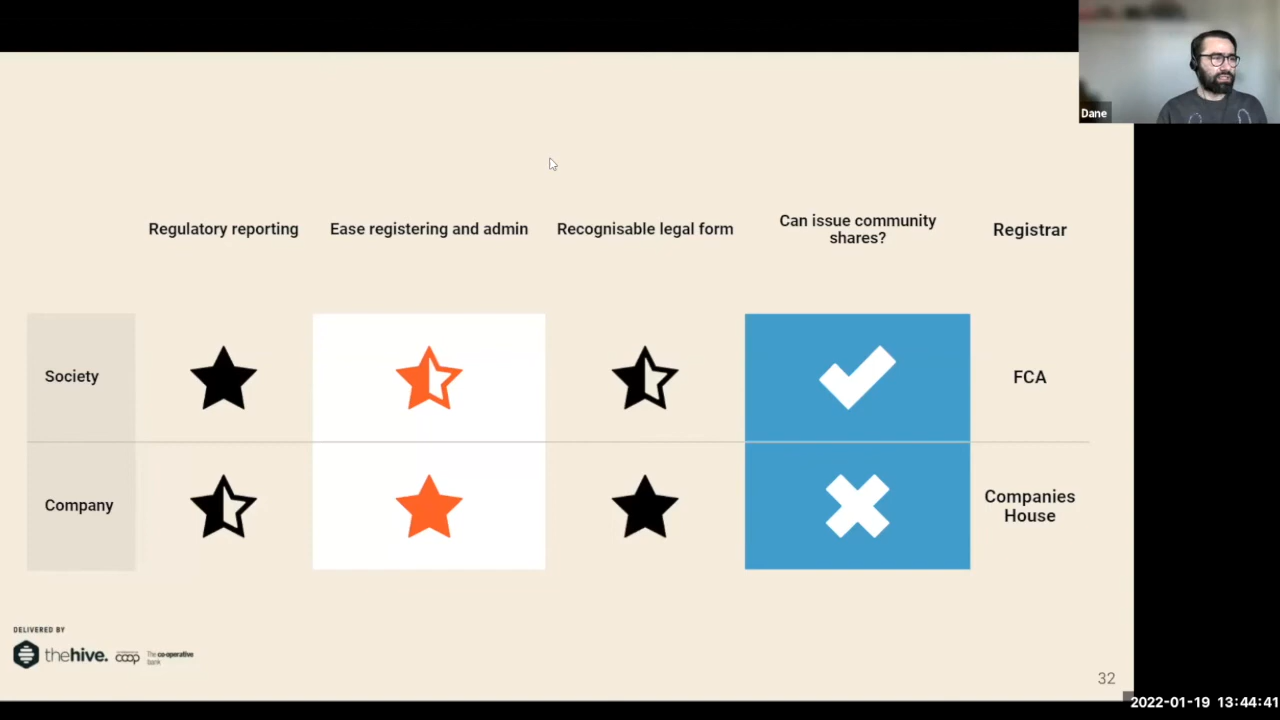 Dane
Regulatory reporting
Ease registering and admin
Recognisable legal form
Can issue community
shares?
Registrar
Society
FCA
Company
Companies
House
DELIVERED BY
thehive.
coop
The co-operative
bank
32
2022-01-19 13:44:41